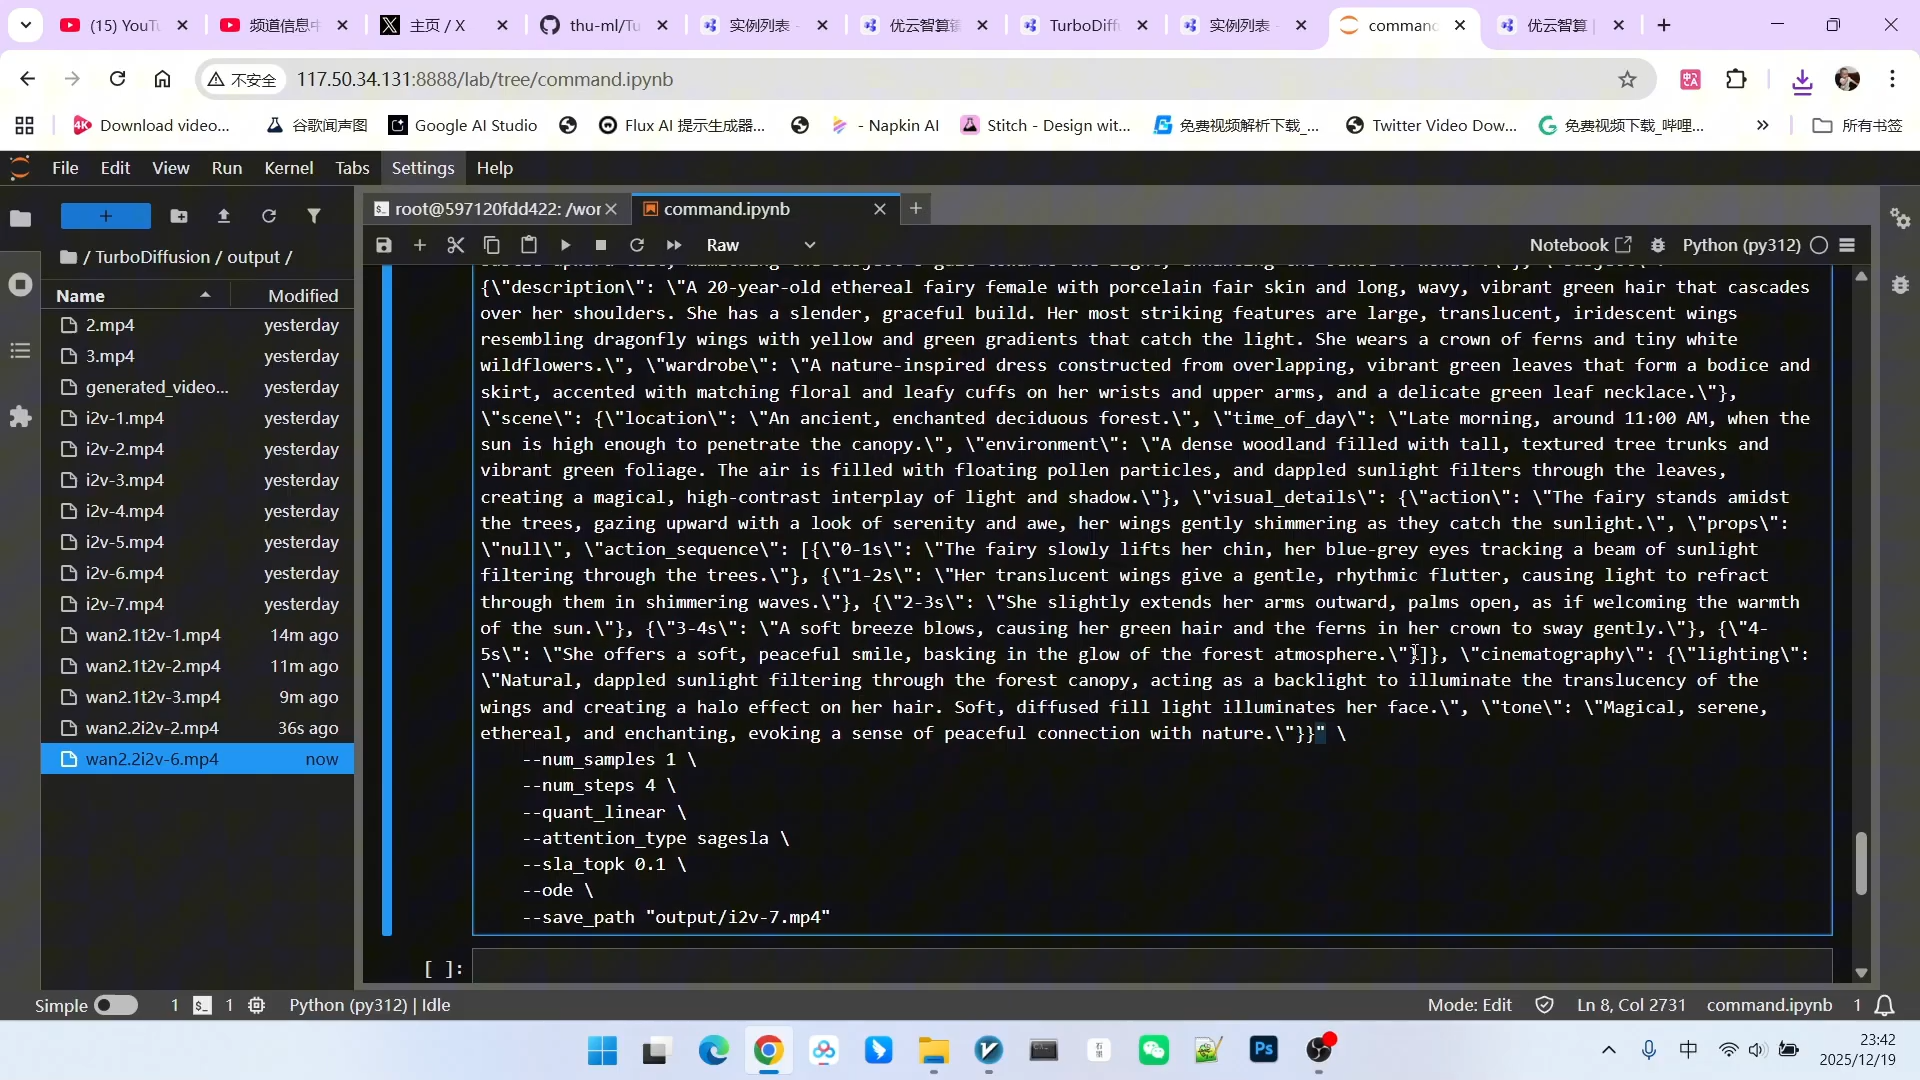 (15) YouTu
频道信息中
主页 / X
thu-ml/Tu
实例列表 -
优云智算镜
TurboDiffu
实例列表 -
command
优云智算 |
不安全
117.50.34.131:8888/lab/tree/command.ipynb
Download video...
谷歌闻声图
Google AI Studio
Flux AI 提示生成器...
- Napkin AI
Stitch - Design wit...
免费视频解析下载_...
Twitter Video Dow...
免费视频下载_哔哩...
所有书签
File Edit View Run Kernel Tabs Settings Help
root@597120fdd422: /wor
command.ipynb
Raw
Notebook
Python (py312)
/ TurboDiffusion / output /
Name Modified
2.mp4 yesterday
3.mp4 yesterday
generated_video... yesterday
i2v-1.mp4 yesterday
i2v-2.mp4 yesterday
i2v-3.mp4 yesterday
i2v-4.mp4 yesterday
i2v-5.mp4 yesterday
i2v-6.mp4 yesterday
i2v-7.mp4 yesterday
wan2.1t2v-1.mp4 14m ago
wan2.1t2v-2.mp4 11m ago
wan2.1t2v-3.mp4 9m ago
wan2.2i2v-2.mp4 36s ago
wan2.2i2v-6.mp4 now
{\"description\": \"A 20-year-old ethereal fairy female with porcelain fair skin and long, wavy, vibrant green hair that cascades
over her shoulders. She has a slender, graceful build. Her most striking features are large, translucent, iridescent wings
resembling dragonfly wings with yellow and green gradients that catch the light. She wears a crown of ferns and tiny white
wildflowers.\", \"wardrobe\": \"A nature-inspired dress constructed from overlapping, vibrant green leaves that form a bodice and
skirt, accented with matching floral and leafy cuffs on her wrists and upper arms, and a delicate green leaf necklace.\"},
\"scene\": {\"location\": \"An ancient, enchanted deciduous forest.\", \"time_of_day\": \"Late morning, around 11:00 AM, when the
sun is high enough to penetrate the canopy.\", \"environment\": \"A dense woodland filled with tall, textured tree trunks and
vibrant green foliage. The air is filled with floating pollen particles, and dappled sunlight filters through the leaves,
creating a magical, high-contrast interplay of light and shadow.\"}, \"visual_details\": {\"action\": \"The fairy stands amidst
the trees, gazing upward with a look of serenity and awe, her wings gently shimmering as they catch the sunlight.\", \"props\":
\"null\", \"action_sequence\": [{\"0-1s\": \"The fairy slowly lifts her chin, her blue-grey eyes tracking a beam of sunlight
filtering through the trees.\"}, {\"1-2s\": \"Her translucent wings give a gentle, rhythmic flutter, causing light to refract
through them in shimmering waves.\"}, {\"2-3s\": \"She slightly extends her arms outward, palms open, as if welcoming the warmth
of the sun.\"}, {\"3-4s\": \"A soft breeze blows, causing her green hair and the ferns in her crown to sway gently.\"}, {\"4-
5s\": \"She offers a soft, peaceful smile, basking in the glow of the forest atmosphere.\"}]}, \"cinematography\": {\"lighting\":
\"Natural, dappled sunlight filtering through the forest canopy, acting as a backlight to illuminate the translucency of the
wings and creating a halo effect on her hair. Soft, diffused fill light illuminates her face.\", \"tone\": \"Magical, serene,
ethereal, and enchanting, evoking a sense of peaceful connection with nature.\"}}" \
--num_samples 1 \
--num_steps 4 \
--quant_linear \
--attention_type sagesla \
--sla_topk 0.1 \
--ode \
--save_path "output/i2v-7.mp4"
[ ]:
Simple 1 1 Python (py312) | Idle
Mode: Edit Ln 8, Col 2731 command.ipynb 1
中
23:42
2025/12/19